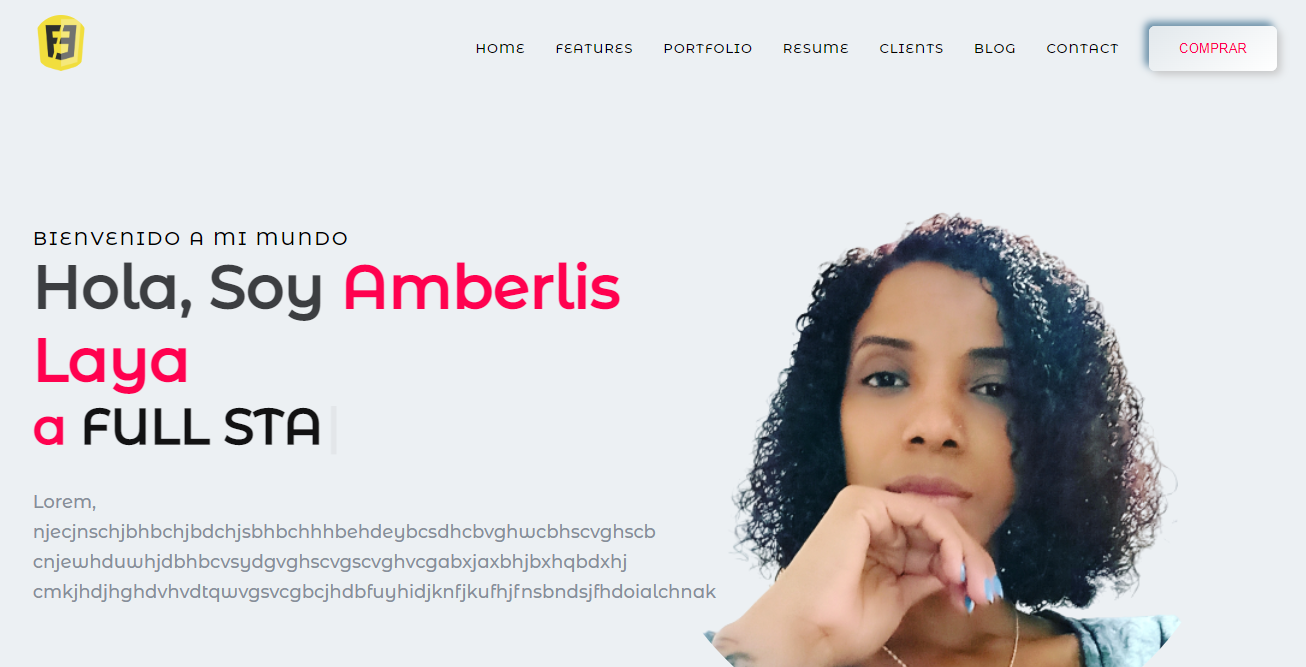 HOME FEATURES PORTFOLIO RESUME CLIENTS BLOG CONTACT COMPRAR
BIENVENIDO A MI MUNDO
Hola, Soy Amberlis
Laya
a FULL STA
Lorem,
njecjnschjbhbchjbdchjsbhbchhhbehdeybcsdhcbvghwcbhscvghscb
cnjewhduwhjdbhbcvsydgvghscvgscvghvcgabxjaxbhjbxhqbdxhj
cmkjhdjhghdvhvdtqwvgsvcgbcjhdbfuyhidjknfjkufhjfnsbndsjfhdoialchnak